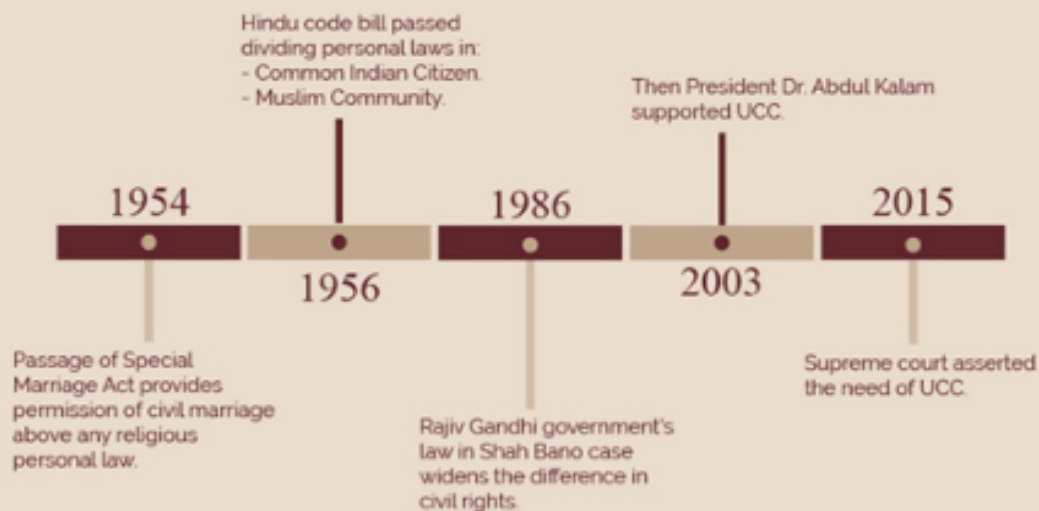 Hindu code bill passed
dividing personal laws in:
- Common Indian Citizen.
- Muslim Community.
Then President Dr. Abdul Kalam
supported UCC.
1954
1986
2015
1956
2003
Passage of Special
Marriage Act provides
permission of civil marriage
above any religious
personal law.
Rajiv Gandhi government's
law in Shah Bano case
widens the difference in
civil rights.
Supreme court asserted
the need of UCC.